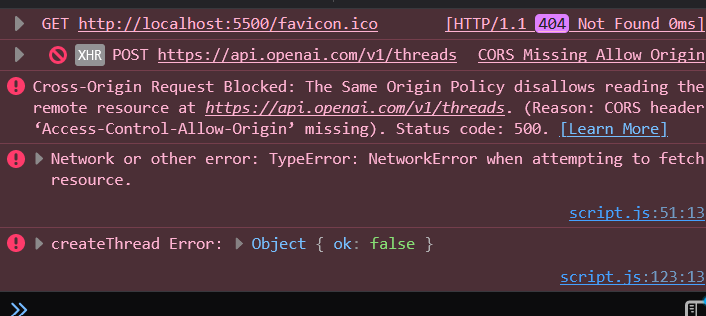 GET http://localhost:5500/favicon.ico [HTTP/1.1 404 Not Found 0ms]
XHR POST https://api.openai.com/v1/threads CORS Missing Allow Origin
Cross-Origin Request Blocked: The Same Origin Policy disallows reading the
remote resource at https://api.openai.com/v1/threads. (Reason: CORS header
‘Access-Control-Allow-Origin’ missing). Status code: 500. [Learn More]
Network or other error: TypeError: NetworkError when attempting to fetch
resource.
script.js:51:13
createThread Error: Object { ok: false }
script.js:123:13